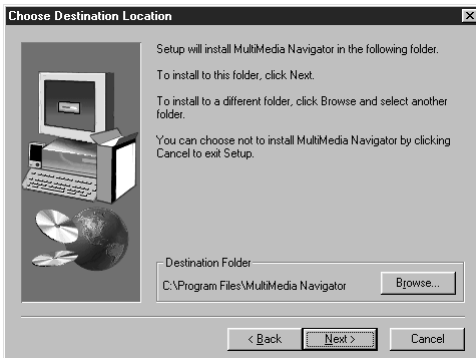 Choose Destination Location
Setup will install MultiMedia Navigator in the following folder.
To install to this folder, click Next.
To install to a different folder, click Browse and select another
folder.
You can choose not to install MultiMedia Navigator by clicking
Cancel to exit Setup.
Destination Folder
C:\Program Files\MultiMedia Navigator
Browse...
< Back
Next >
Cancel